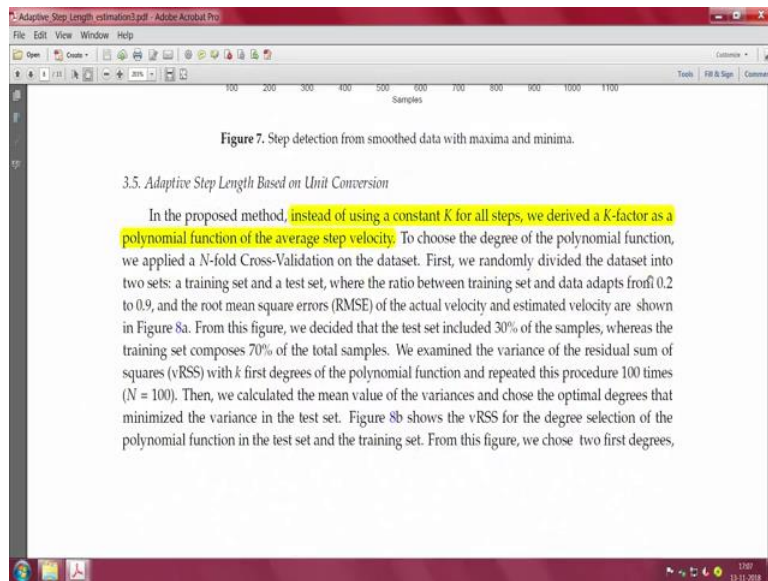 Adaptive Step Length estimation3.pdf - Adobe Acrobat Pro
File Edit View Window Help
Open Create Customize
Tools Fill & Sign Comment
100 200 300 400 500 600 700 800 900 1000 1100
Samples
Figure 7. Step detection from smoothed data with maxima and minima.
3.5. Adaptive Step Length Based on Unit Conversion
In the proposed method, instead of using a constant K for all steps, we derived a K-factor as a
polynomial function of the average step velocity. To choose the degree of the polynomial function,
we applied a N-fold Cross-Validation on the dataset. First, we randomly divided the dataset into
two sets: a training set and a test set, where the ratio between training set and data adapts from 0.2
to 0.9, and the root mean square errors (RMSE) of the actual velocity and estimated velocity are shown
in Figure 8a. From this figure, we decided that the test set included 30% of the samples, whereas the
training set composes 70% of the total samples. We examined the variance of the residual sum of
squares (vRSS) with k first degrees of the polynomial function and repeated this procedure 100 times
(N = 100). Then, we calculated the mean value of the variances and chose the optimal degrees that
minimized the variance in the test set. Figure 8b shows the vRSS for the degree selection of the
polynomial function in the test set and the training set. From this figure, we chose two first degrees,
17:07
13-11-2018